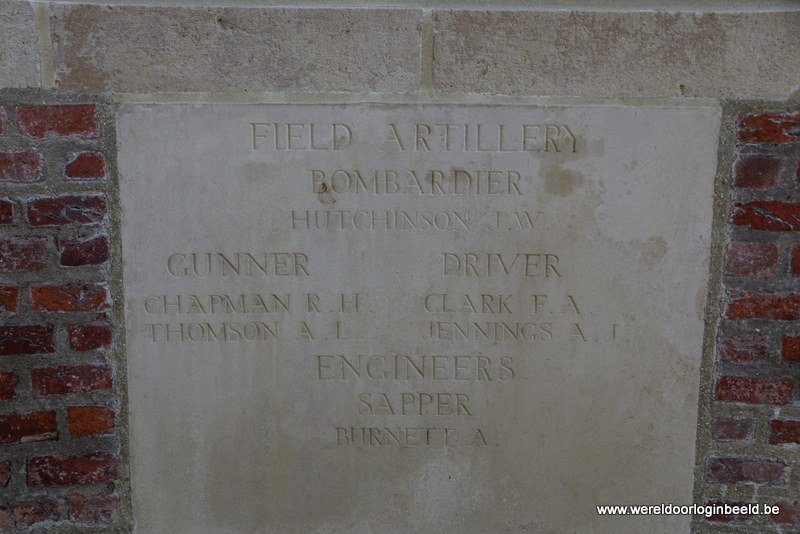 FIELD ARTILLERY
BOMBARDIER
HUTCHINSON J. W.
GUNNER
CHAPMAN R. H.
THOMSON A. L.
DRIVER
CLARK F. A.
JENNINGS A. J.
ENGINEERS
SAPPER
BURNETT A.
www.wereldoorloginbeeld.be